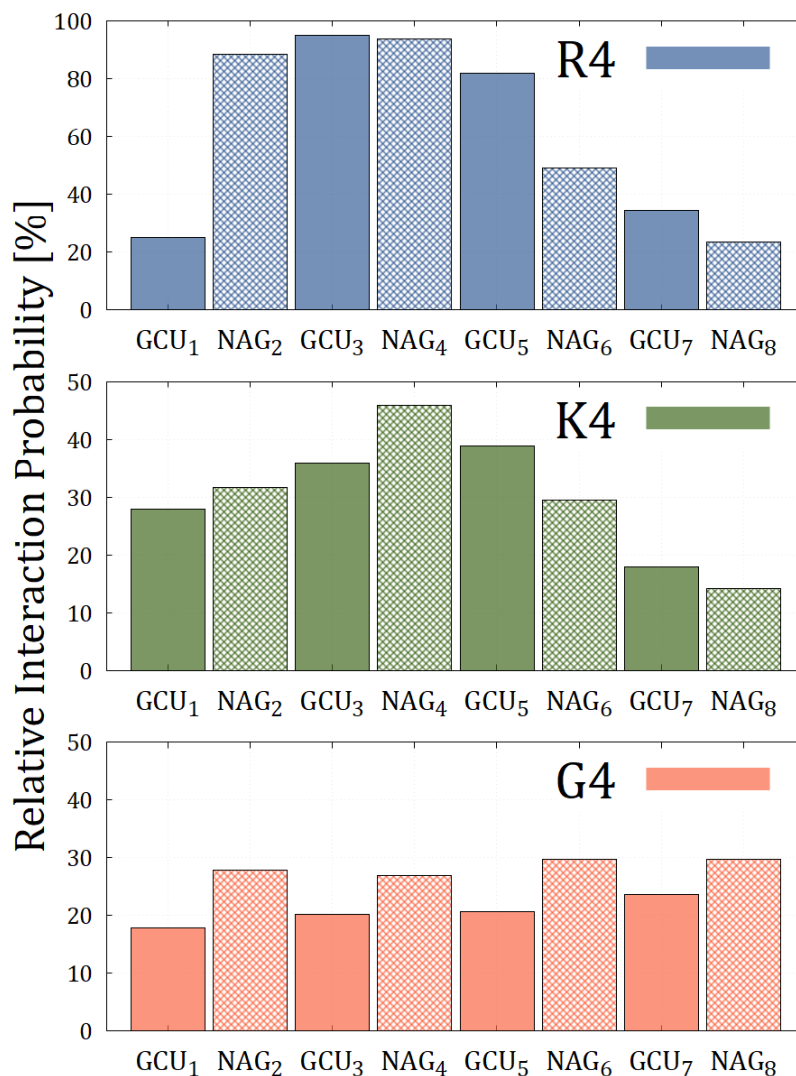 Relative Interaction Probability [%]
R4
100
80
60
40
20
0
GCU₁ NAG₂ GCU₃ NAG₄ GCU₅ NAG₆ GCU₇ NAG₈
K4
50
40
30
20
10
0
GCU₁ NAG₂ GCU₃ NAG₄ GCU₅ NAG₆ GCU₇ NAG₈
G4
50
40
30
20
10
0
GCU₁ NAG₂ GCU₃ NAG₄ GCU₅ NAG₆ GCU₇ NAG₈